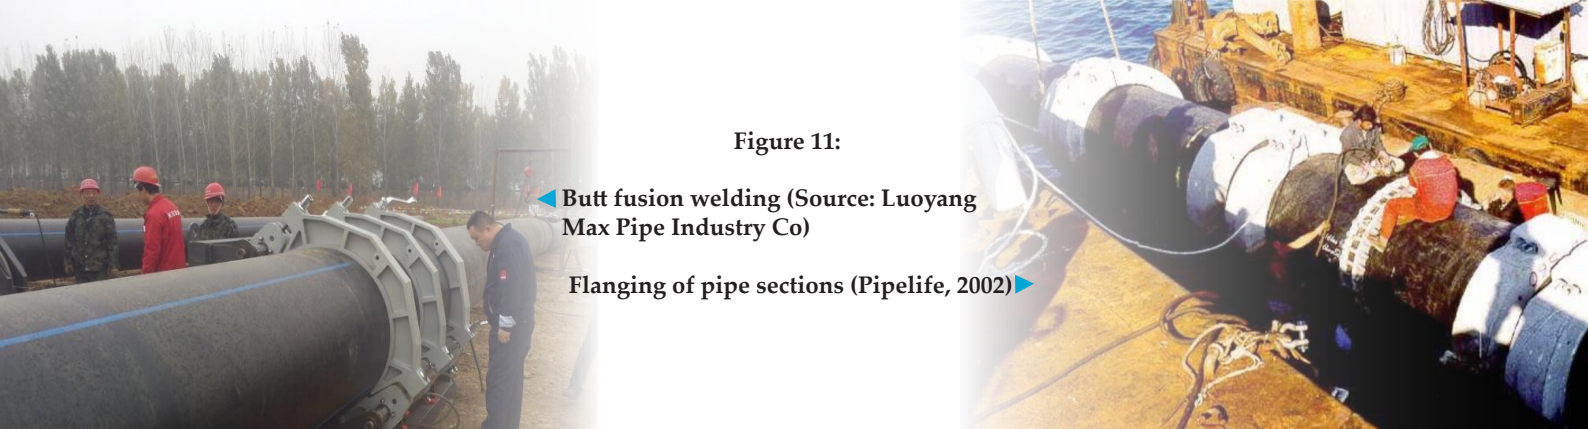 Figure 11:
Butt fusion welding (Source: Luoyang
Max Pipe Industry Co)
Flanging of pipe sections (Pipelife, 2002)